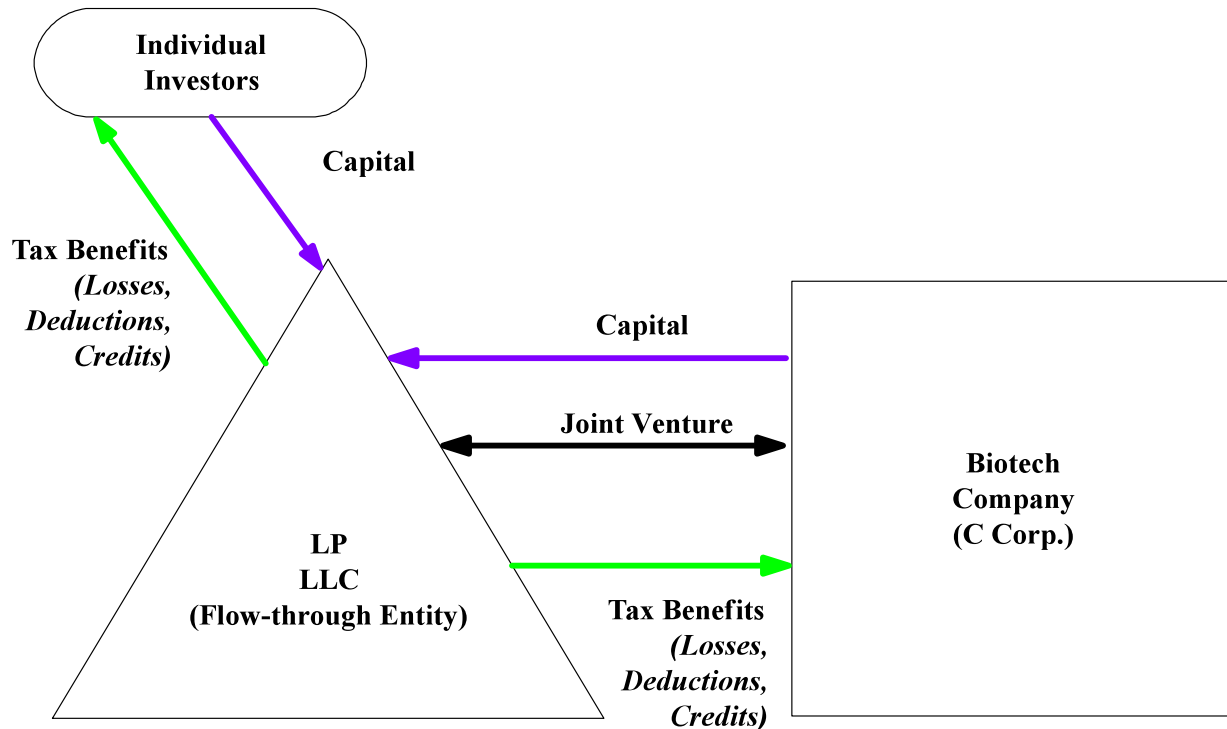 Individual
Investors
Capital
Tax Benefits
(Losses,
Deductions,
Credits)
Capital
Joint Venture
Biotech
Company
(C Corp.)
LP
LLC
(Flow-through Entity)
Tax Benefits
(Losses,
Deductions,
Credits)